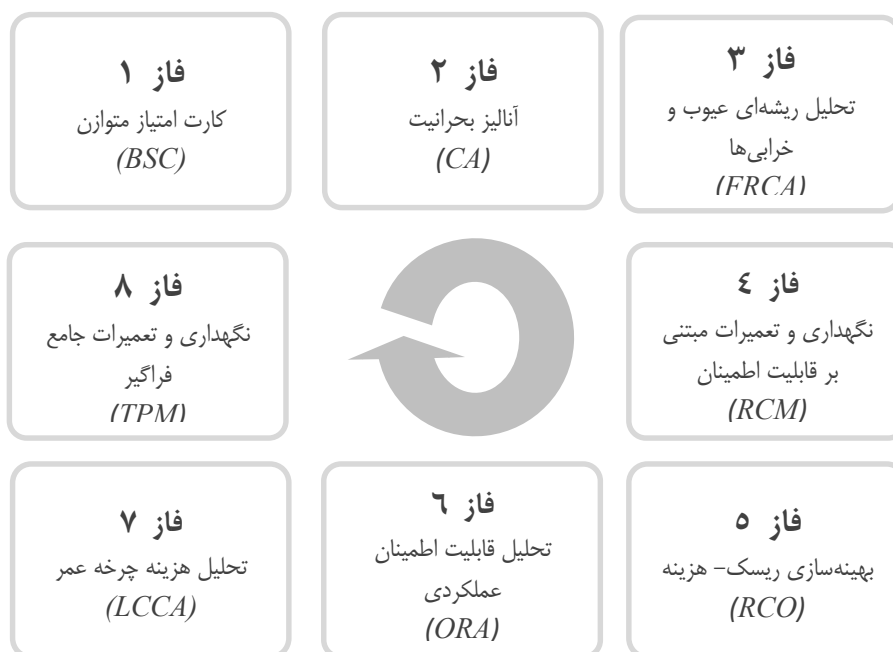 فاز ۱
کارت امتیاز متوازن
(BSC)
فاز ۲
آنالیز بحرانیت
(CA)
فاز ۳
تحلیل ریشه‌ای عیوب و
خرابی‌ها
(FRCA)
فاز ٤
نگهداری و تعمیرات مبتنی
بر قابلیت اطمینان
(RCM)
فاز ٥
بهینه‌سازی ریسک– هزینه
(RCO)
فاز ٦
تحلیل قابلیت اطمینان
عملکردی
(ORA)
فاز ۷
تحلیل هزینه چرخه عمر
(LCCA)
فاز ۸
نگهداری و تعمیرات جامع
فراگیر
(TPM)